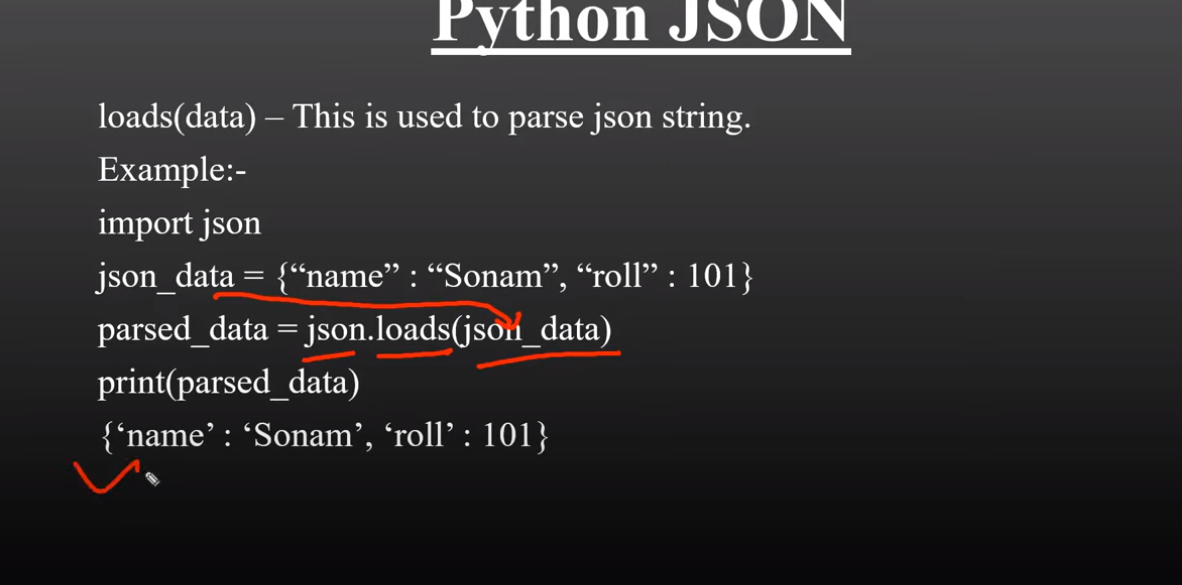 Python JSON
loads(data) – This is used to parse json string.
Example:-
import json
json_data = {“name” : “Sonam”, “roll” : 101}
parsed_data = json.loads(json_data)
print(parsed_data)
{‘name’ : ‘Sonam’, ‘roll’ : 101}